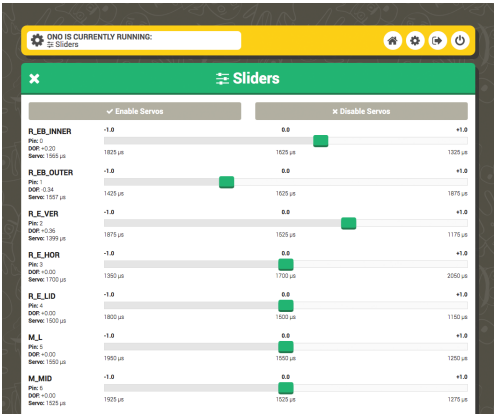 ONO IS CURRENTLY RUNNING:
Sliders
Sliders
Enable Servos
Disable Servos
R_EB_INNER
-1.0 0.0 +1.0
Pin: 0
DOF: +0.20
Servo: 1565 µs
1825 µs 1625 µs 1325 µs
R_EB_OUTER
-1.0 0.0 +1.0
Pin: 1
DOF: -0.34
Servo: 1557 µs
1425 µs 1625 µs 1875 µs
R_E_VER
-1.0 0.0 +1.0
Pin: 2
DOF: +0.36
Servo: 1399 µs
1875 µs 1525 µs 1175 µs
R_E_HOR
-1.0 0.0 +1.0
Pin: 3
DOF: +0.00
Servo: 1700 µs
1350 µs 1700 µs 2050 µs
R_E_LID
-1.0 0.0 +1.0
Pin: 4
DOF: +0.00
Servo: 1500 µs
1800 µs 1500 µs 1150 µs
M_L
-1.0 0.0 +1.0
Pin: 5
DOF: +0.00
Servo: 1550 µs
1950 µs 1550 µs 1250 µs
M_MID
-1.0 0.0 +1.0
Pin: 6
DOF: +0.00
Servo: 1525 µs
1925 µs 1525 µs 1275 µs